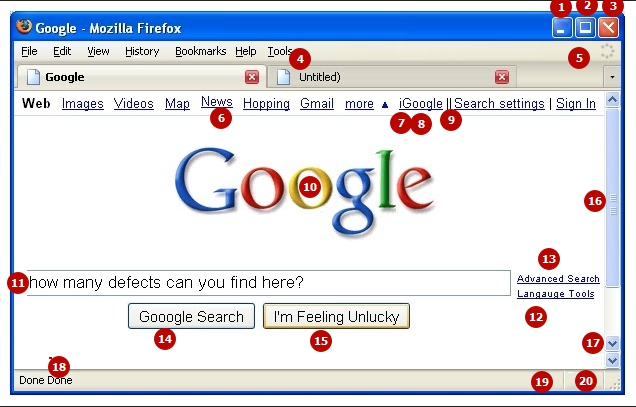 1 2 3
Google - Mozilla Firefox
File Edit View History Bookmarks Help Tools
4 5
Google Untitled)
Web Images Videos Map News Hopping Gmail more ▲ iGoogle || Search settings | Sign In
6 7 8 9
Google
10
16
13
11 how many defects can you find here? Advanced Search
Langauge Tools
12
Gooogle Search I'm Feeling Unlucky
14 15 17
18
Done Done
19 20